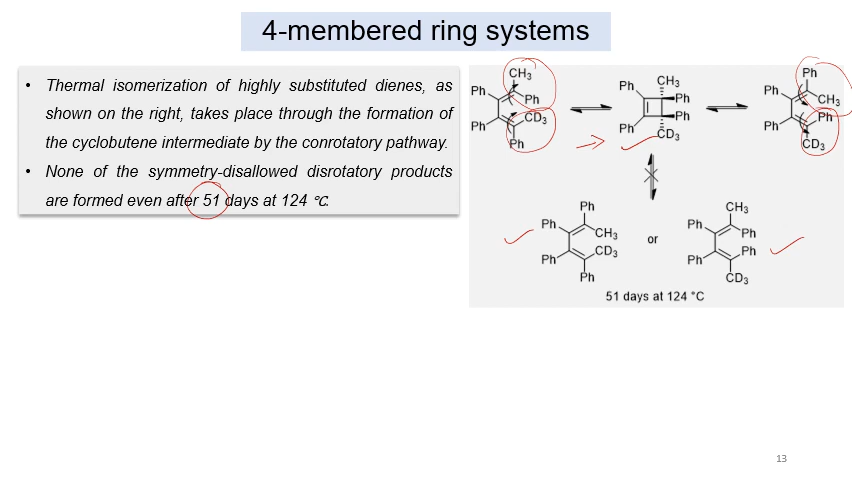 4-membered ring systems
• Thermal isomerization of highly substituted dienes, as
shown on the right, takes place through the formation of
the cyclobutene intermediate by the conrotatory pathway.
• None of the symmetry-disallowed disrotatory products
are formed even after 51 days at 124 °C.
CH3
Ph
Ph
Ph
CD3
Ph
CH3
Ph
Ph
Ph
Ph
CD3
Ph
Ph
CH3
Ph
Ph
CD3
Ph
Ph
CH3
CD3
Ph
Ph
or
CH3
Ph
Ph
Ph
Ph
CD3
51 days at 124 °C
13